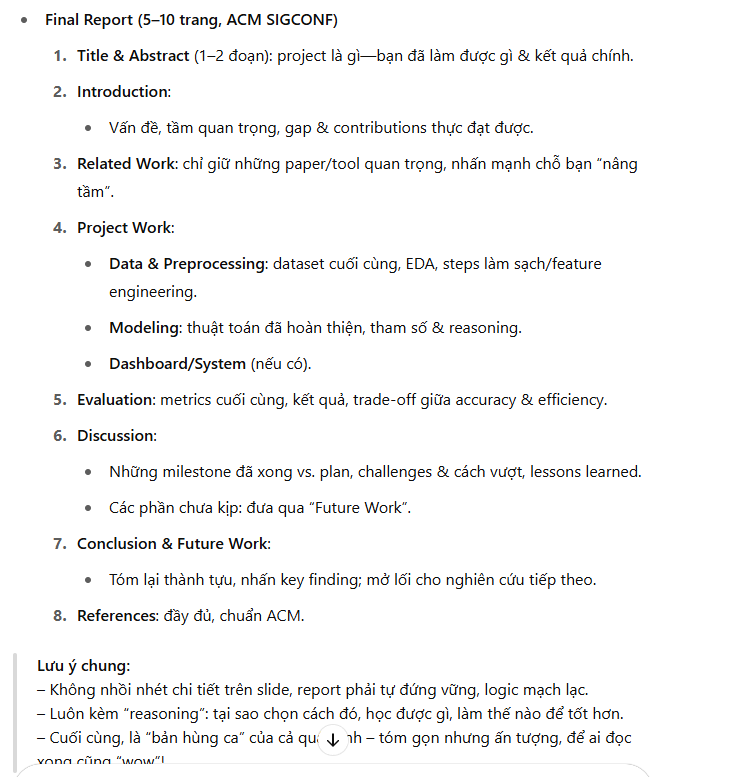 Final Report (5–10 trang, ACM SIGCONF)
1. Title & Abstract (1–2 đoạn): project là gì—bạn đã làm được gì & kết quả chính.
2. Introduction:
Vấn đề, tầm quan trọng, gap & contributions thực đạt được.
3. Related Work: chỉ giữ những paper/tool quan trọng, nhấn mạnh chỗ bạn “nâng
tầm”.
4. Project Work:
Data & Preprocessing: dataset cuối cùng, EDA, steps làm sạch/feature
engineering.
Modeling: thuật toán đã hoàn thiện, tham số & reasoning.
Dashboard/System (nếu có).
5. Evaluation: metrics cuối cùng, kết quả, trade-off giữa accuracy & efficiency.
6. Discussion:
Những milestone đã xong vs. plan, challenges & cách vượt, lessons learned.
Các phần chưa kịp: đưa qua “Future Work”.
7. Conclusion & Future Work:
Tóm lại thành tựu, nhấn key finding; mở lối cho nghiên cứu tiếp theo.
8. References: đầy đủ, chuẩn ACM.
Lưu ý chung:
– Không nhồi nhét chi tiết trên slide, report phải tự đứng vững, logic mạch lạc.
– Luôn kèm “reasoning”: tại sao chọn cách đó, học được gì, làm thế nào để tốt hơn.
– Cuối cùng, là “bản hùng ca” của cả – tóm gọn nhưng ấn tượng, để ai đọc
xong cũng “wow”!